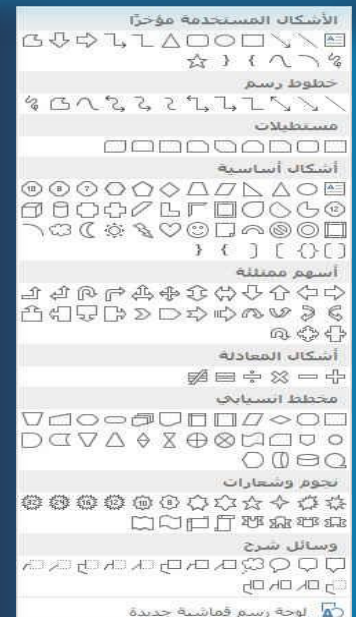 الأشكال المستخدمة مؤخرًا
خطوط رسم
مستطيلات
أشكال أساسية
أسهم ممتلئة
أشكال المعادلة
مخطط انسيابي
نجوم وشعارات
وسائل شرح
لوحة رسم قماشية جديدة